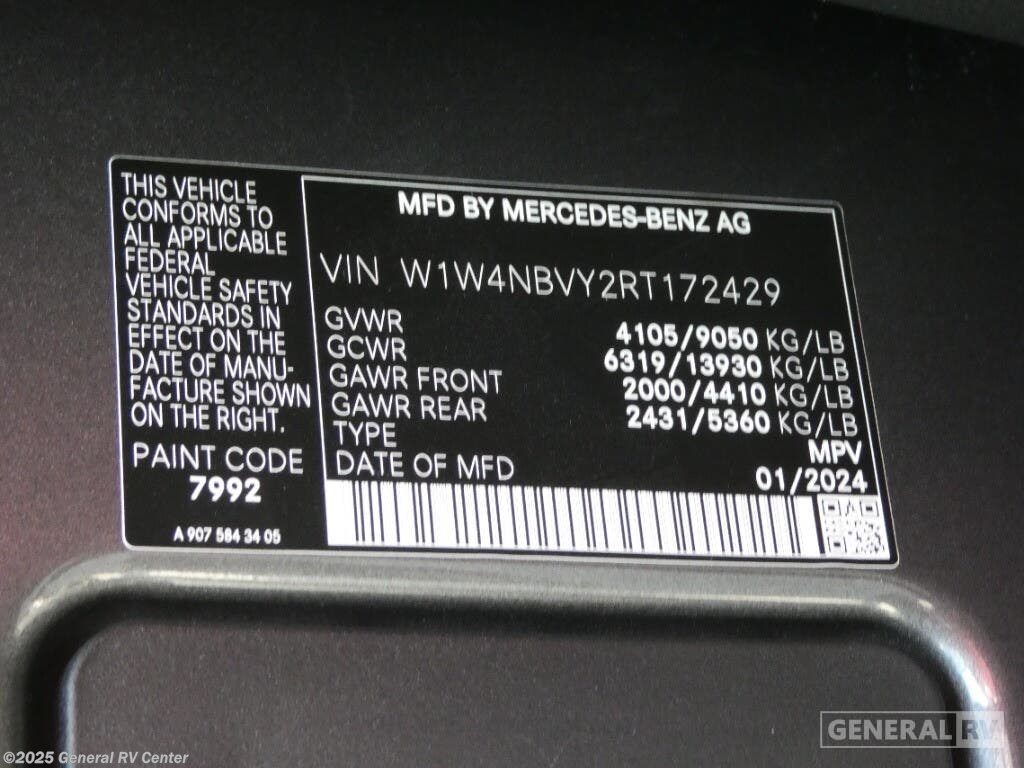 THIS VEHICLE
CONFORMS TO
ALL APPLICABLE
FEDERAL
VEHICLE SAFETY
STANDARDS IN
EFFECT ON THE
DATE OF MANU-
FACTURE SHOWN
ON THE RIGHT.
PAINT CODE
7992
A 907 584 34 05
MFD BY MERCEDES-BENZ AG
VIN W1W4NBVY2RT172429
GVWR 4105/9050 KG/LB
GCWR 6319/13930 KG/LB
GAWR FRONT 2000/4410 KG/LB
GAWR REAR 2431/5360 KG/LB
TYPE MPV
DATE OF MFD 01/2024
GENERAL RV
©2025 General RV Center